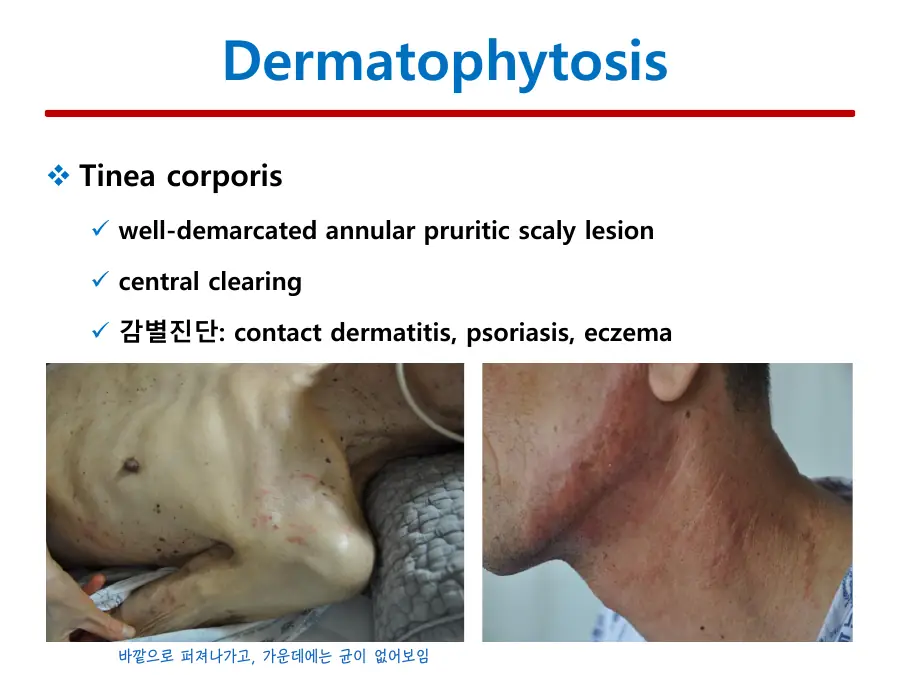 Dermatophytosis
Tinea corporis
well-demarcated annular pruritic scaly lesion
central clearing
감별진단: contact dermatitis, psoriasis, eczema
바깥으로 퍼져나가고, 가운데에는 균이 없어보임